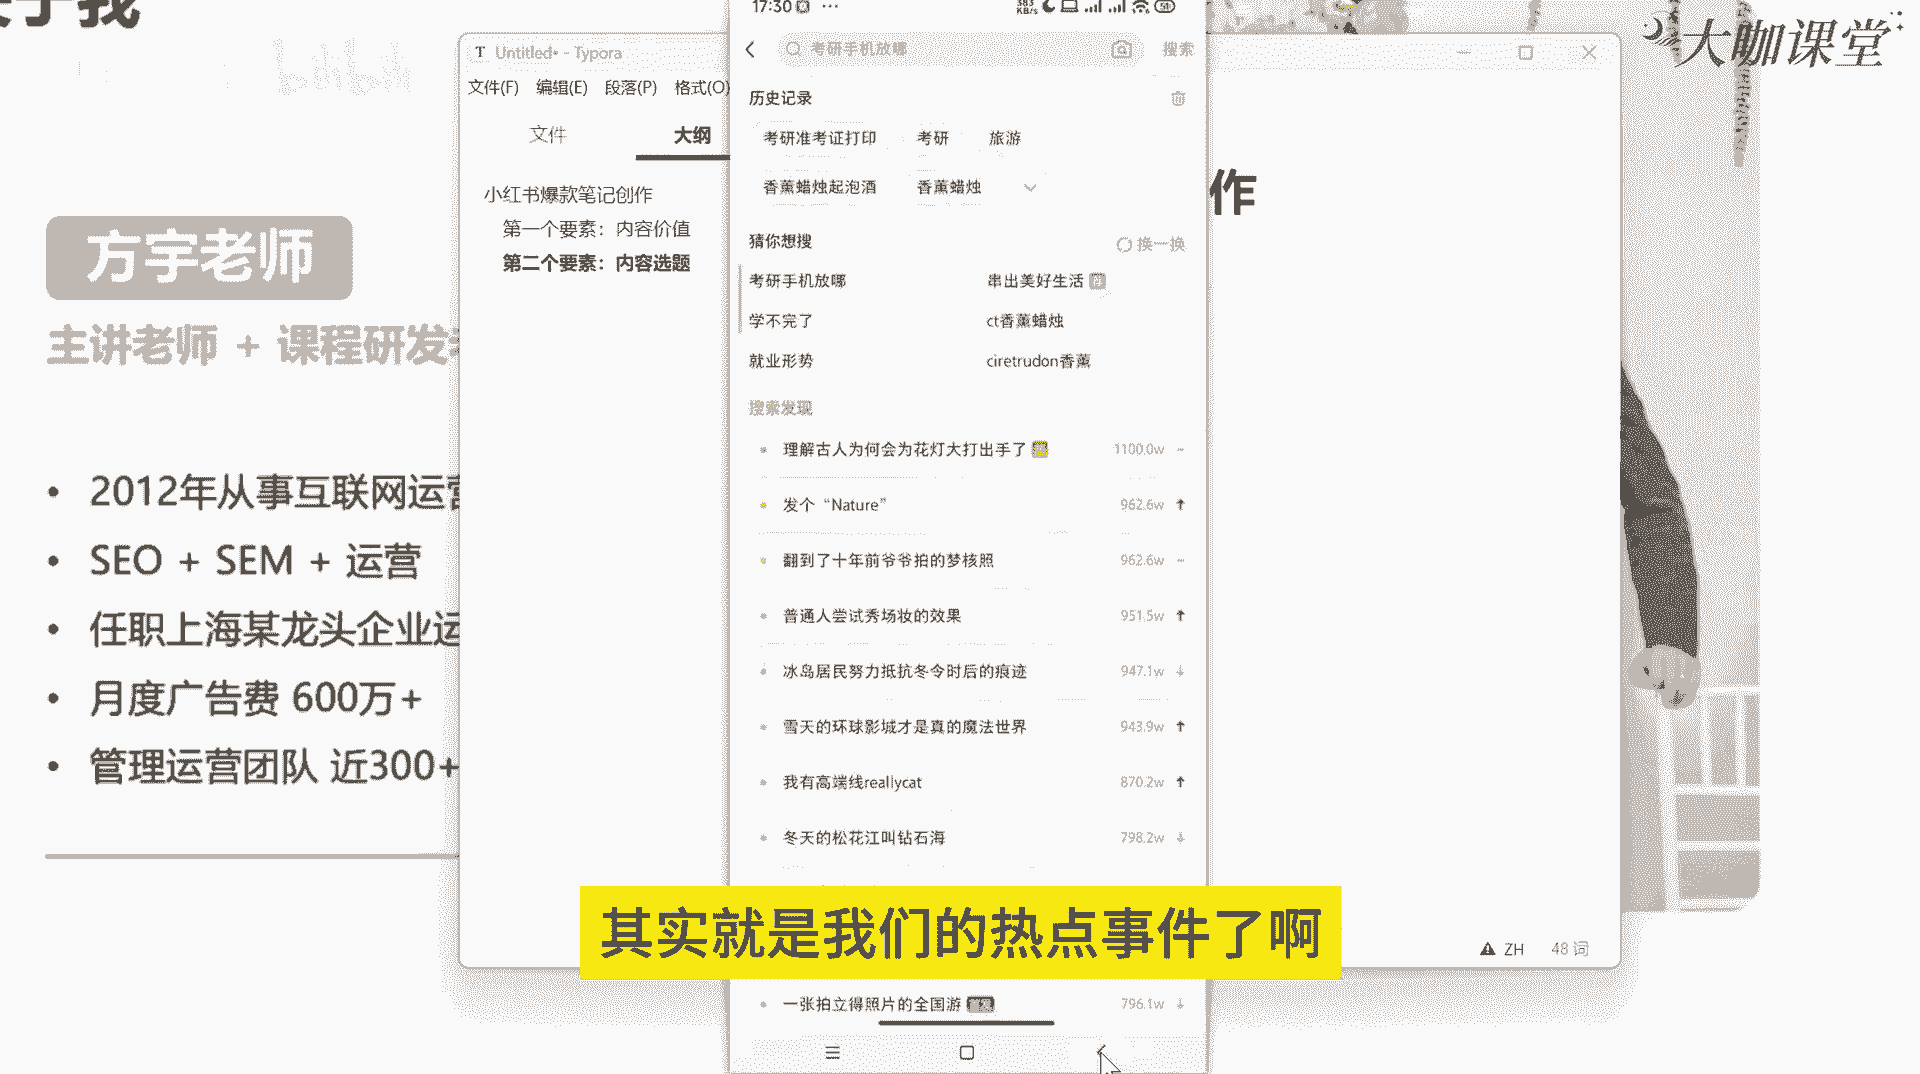 于我
方宇老师
主讲老师 + 课程研发
2012年从事互联网运营
SEO + SEM + 运营
任职上海某龙头企业运
月度广告费 600万+
管理运营团队 近300+
T Untitled• - Typora
文件(F) 编辑(E) 段落(P) 格式(O)
文件 大纲
小红书爆款笔记创作
第一个要素：内容价值
第二个要素：内容选题
17:30
KB/s
51
考研手机放哪 搜索
历史记录
考研准考证打印 考研 旅游
香薰蜡烛起泡酒 香薰蜡烛
猜你想搜 换一换
考研手机放哪 串出美好生活
学不完了 ct香薰蜡烛
就业形势 ciretrudon香薰
搜索发现
理解古人为何会为花灯大打出手了 1100.0w
发个“Nature” 962.6w
翻到了十年前爷爷拍的梦核照 962.6w
普通人尝试秀场妆的效果 951.5w
冰岛居民努力抵抗冬令时后的痕迹 947.1w
雪天的环球影城才是真的魔法世界 943.9w
我有高端线reallycat 870.2w
冬天的松花江叫钻石海 798.2w
一张拍立得照片的全国游 796.1w
作
ZH 48 词
大咖课堂
其实就是我们的热点事件了啊